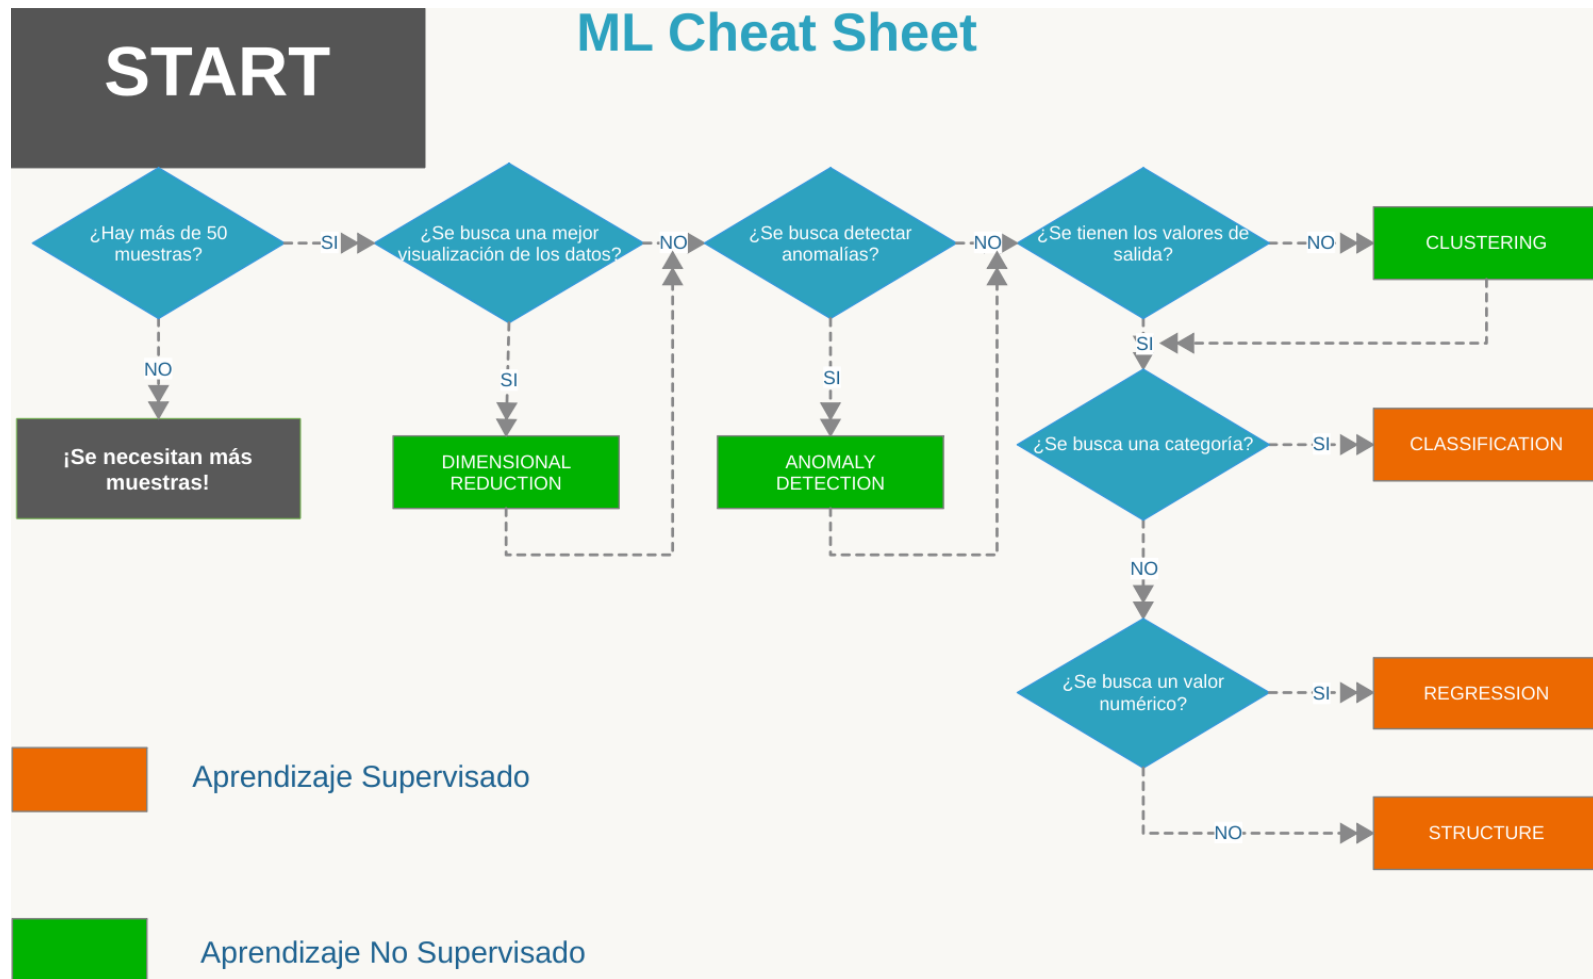 ML Cheat Sheet
START
¿Hay más de 50
muestras?
SI
¿Se busca una mejor
visualización de los datos?
NO
¿Se busca detectar
anomalías?
NO
¿Se tienen los valores de
salida?
NO
CLUSTERING
NO
SI
SI
SI
¡Se necesitan más
muestras!
DIMENSIONAL
REDUCTION
ANOMALY
DETECTION
¿Se busca una categoría?
SI
CLASSIFICATION
NO
¿Se busca un valor
numérico?
SI
REGRESSION
NO
STRUCTURE
Aprendizaje Supervisado
Aprendizaje No Supervisado